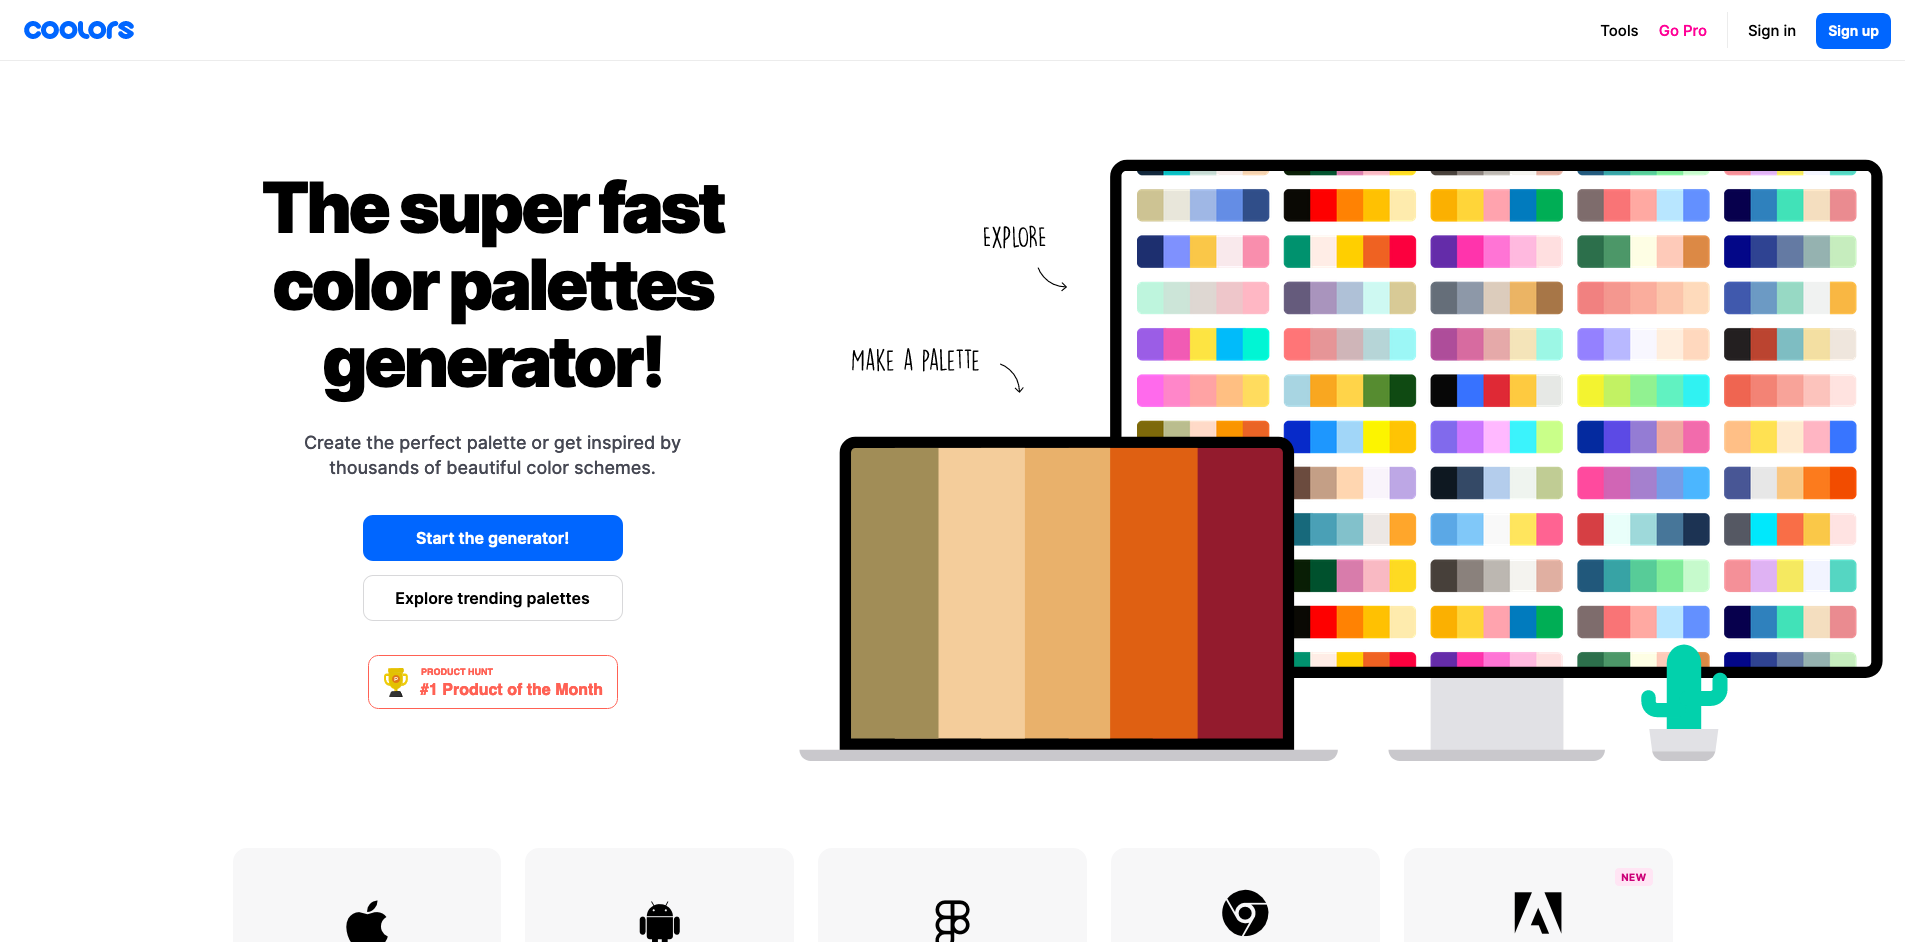 coolors
Tools
Go Pro
Sign in
Sign up
The super fast
color palettes
generator!
Create the perfect palette or get inspired by
thousands of beautiful color schemes.
Start the generator!
Explore trending palettes
PRODUCT HUNT
#1 Product of the Month
EXPLORE
MAKE A PALETTE
NEW